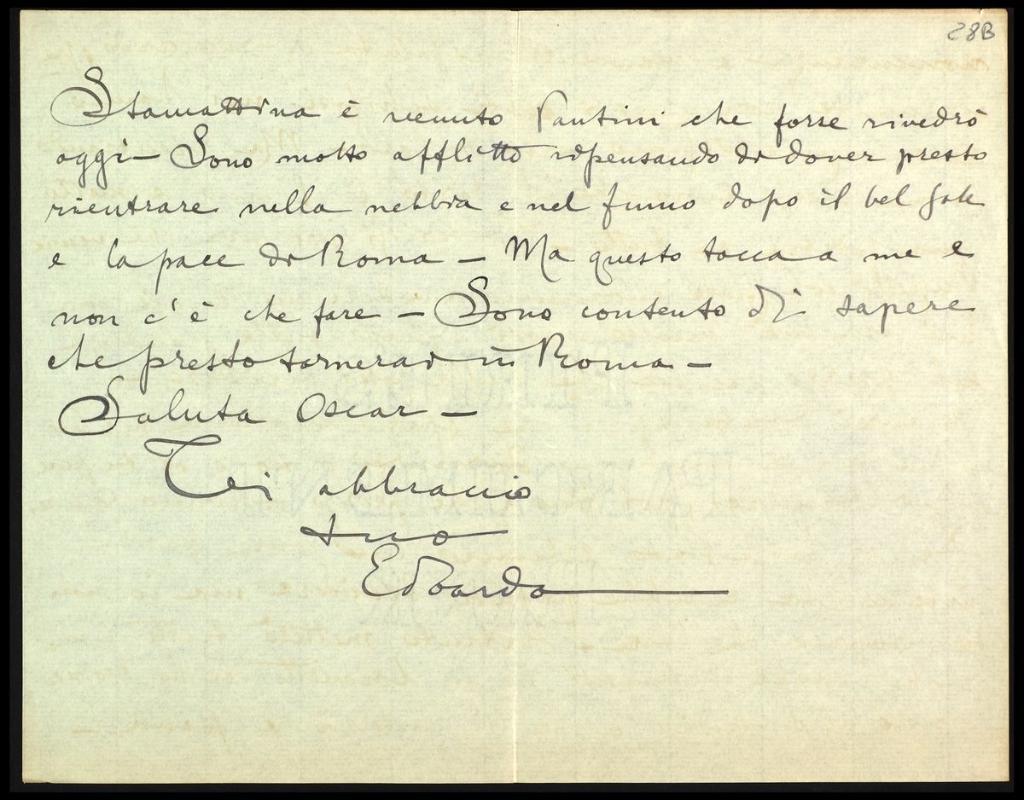 28B
Stamattina è venuto Pantini che forse rivedrò
oggi — Sono molto afflitto ripensando di dover presto
rientrare nella nebbia e nel fumo dopo il bel sole
e la pace di Roma — Ma questo tocca a me e
non c'è che fare — Sono contento di sapere
che presto tornerai in Roma —
Saluta Oscar —
Ti abbraccio
tuo
Edoardo